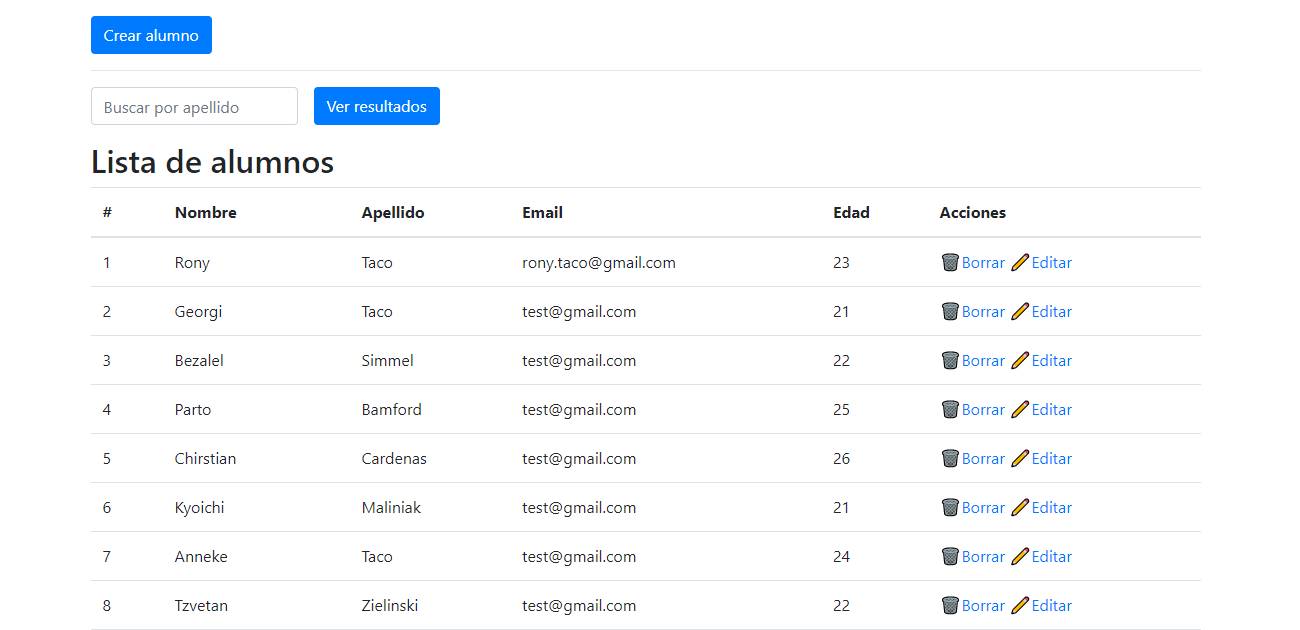 Crear alumno
Buscar por apellido Ver resultados
Lista de alumnos
# Nombre Apellido Email Edad Acciones
1 Rony Taco rony.taco@gmail.com 23 Borrar Editar
2 Georgi Taco test@gmail.com 21 Borrar Editar
3 Bezalel Simmel test@gmail.com 22 Borrar Editar
4 Parto Bamford test@gmail.com 25 Borrar Editar
5 Chirstian Cardenas test@gmail.com 26 Borrar Editar
6 Kyoichi Maliniak test@gmail.com 21 Borrar Editar
7 Anneke Taco test@gmail.com 24 Borrar Editar
8 Tzvetan Zielinski test@gmail.com 22 Borrar Editar